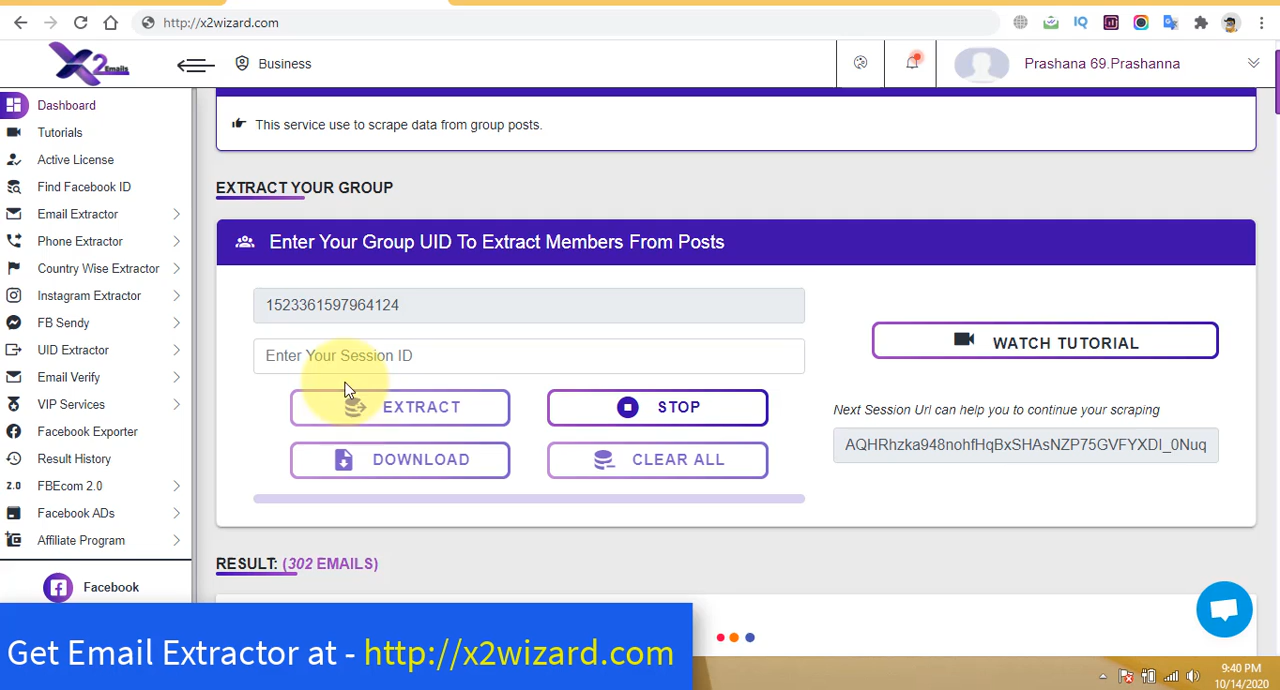 http://x2wizard.com
X2 Emails
Business
Prashana 69.Prashanna
Dashboard
Tutorials
Active License
Find Facebook ID
Email Extractor
Phone Extractor
Country Wise Extractor
Instagram Extractor
FB Sendy
UID Extractor
Email Verify
VIP Services
Facebook Exporter
Result History
2.0 FBEcom 2.0
Facebook ADs
Affiliate Program
Facebook
This service use to scrape data from group posts.
EXTRACT YOUR GROUP
Enter Your Group UID To Extract Members From Posts
1523361597964124
Enter Your Session ID
EXTRACT
STOP
DOWNLOAD
CLEAR ALL
WATCH TUTORIAL
Next Session Url can help you to continue your scraping
AQHRhzka948nohfHqBxSHAsNZP75GVFYXDI_0Nuq
RESULT: (302 EMAILS)
Get Email Extractor at - http://x2wizard.com
9:40 PM
10/14/2020